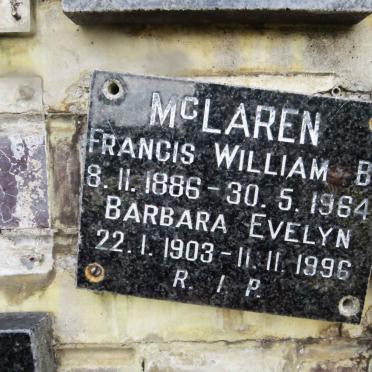 McLAREN
FRANCIS WILLIAM B
8. 11. 1886 - 30. 5. 1964
BARBARA EVELYN
22. 1. 1903 - 11. 11. 1996
R. I. P.